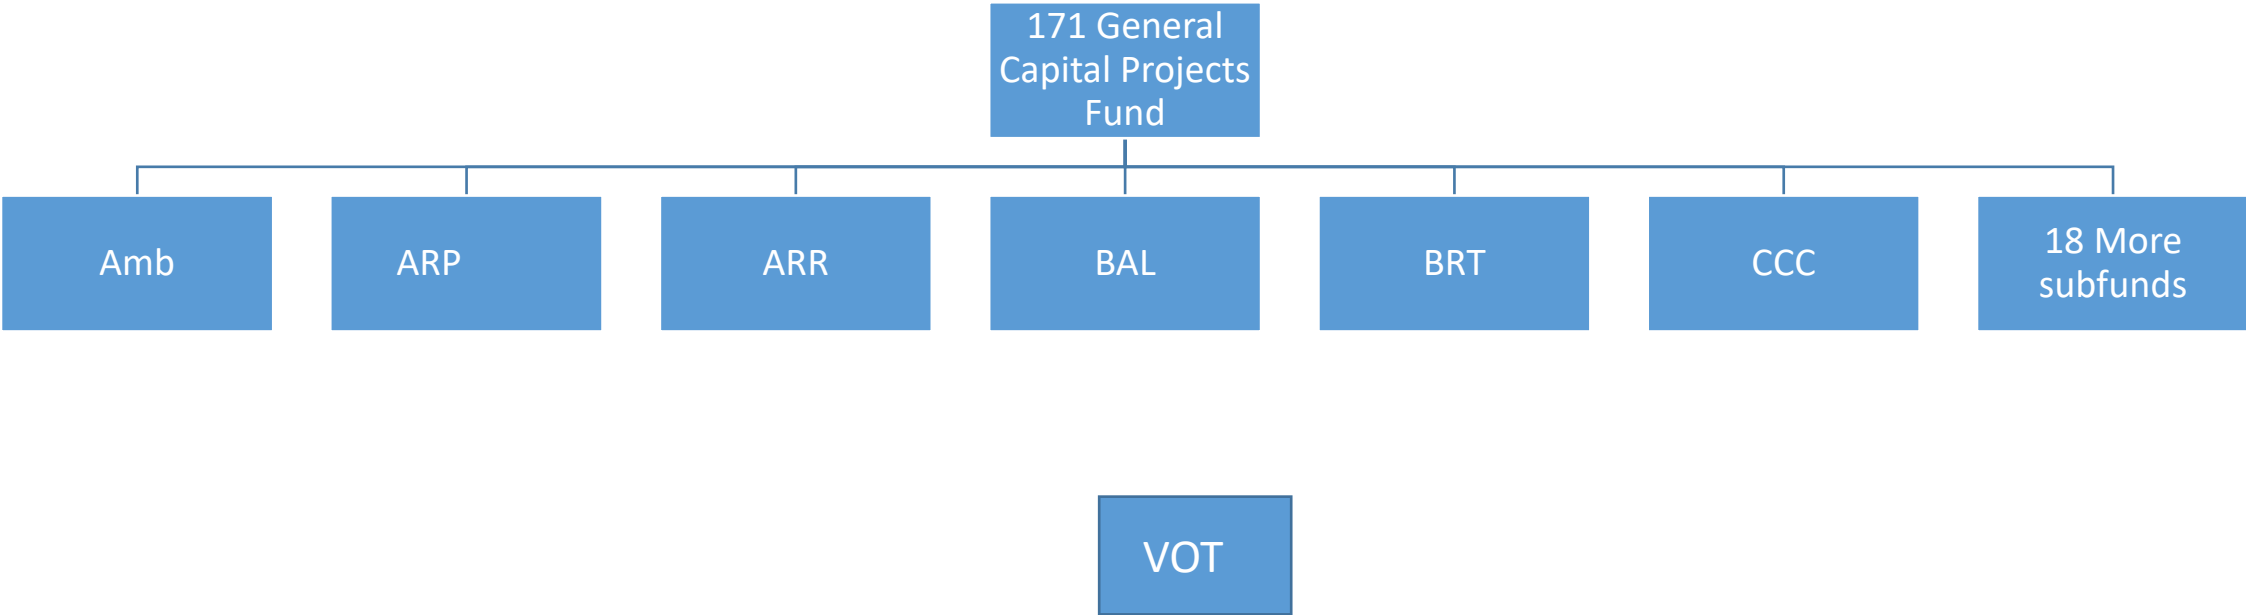 171 General
Capital Projects
Fund
Amb
ARP
ARR
BAL
BRT
CCC
18 More
subfunds
VOT